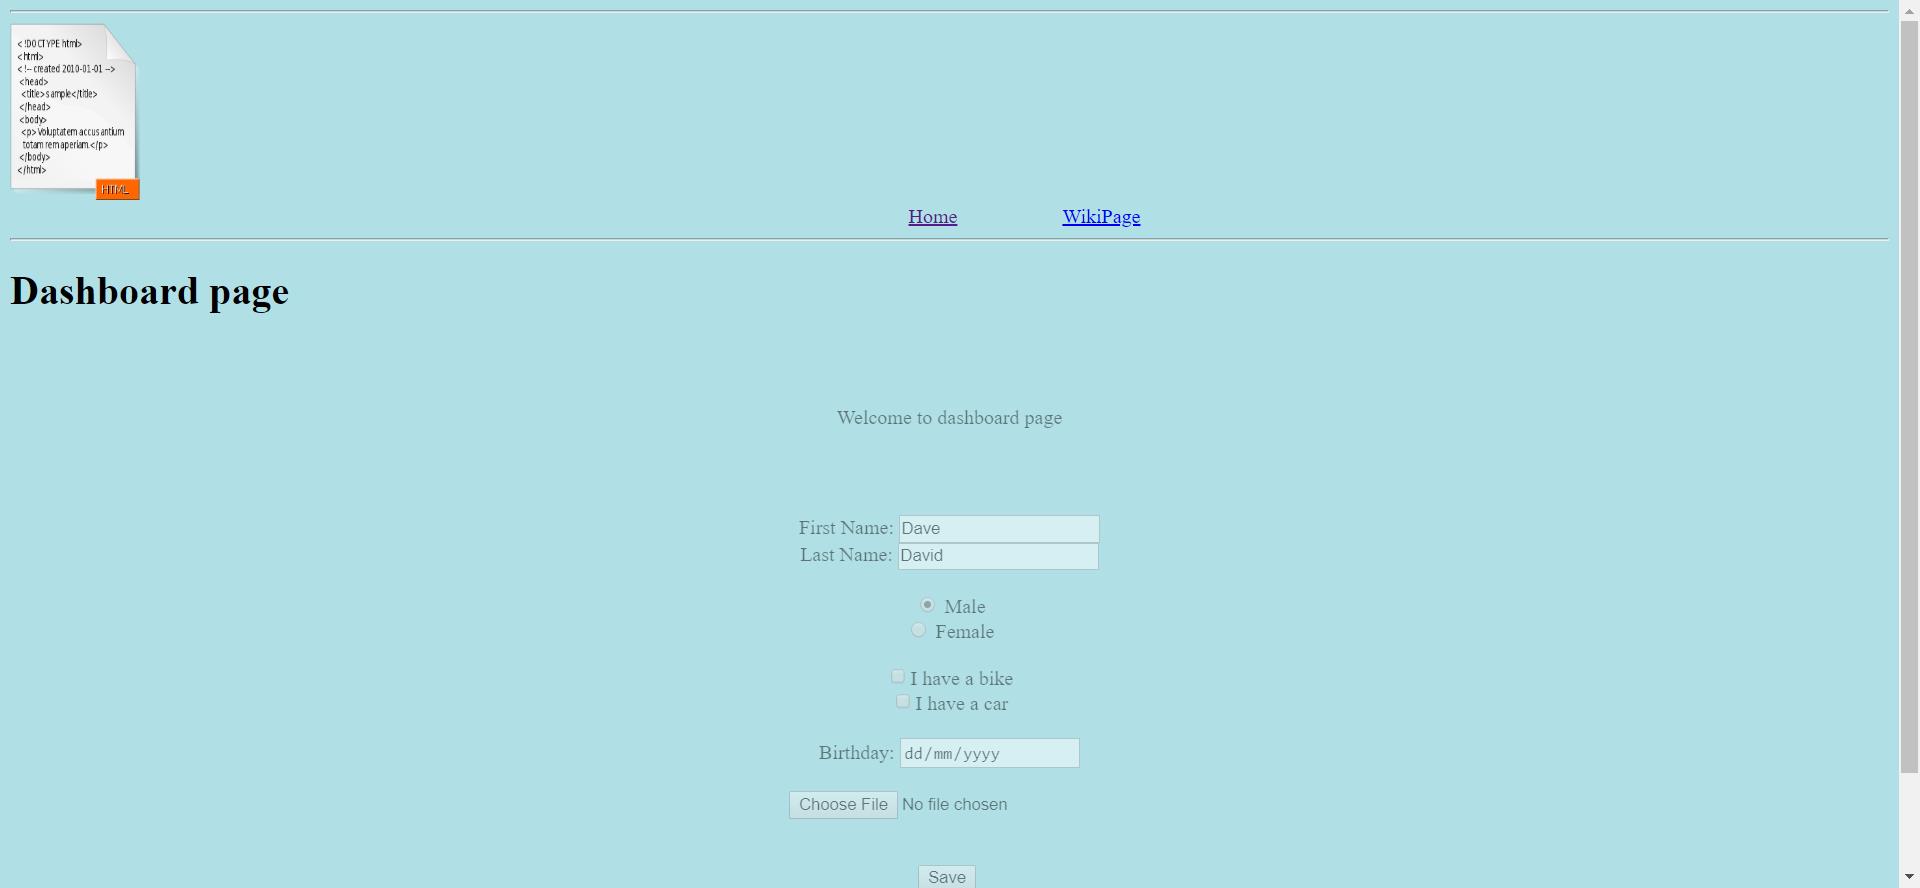 < !DOCTYPE html>
<html>
< !-- created 2010-01-01 -->
<head>
<title>sample</title>
</head>
<body>
<p> Voluptatem accusantium
totam rem aperiam.</p>
</body>
</html>
HTML
Home WikiPage
Dashboard page
Welcome to dashboard page
First Name: Dave
Last Name: David
Male
Female
I have a bike
I have a car
Birthday: dd/mm/yyyy
Choose File No file chosen
Save